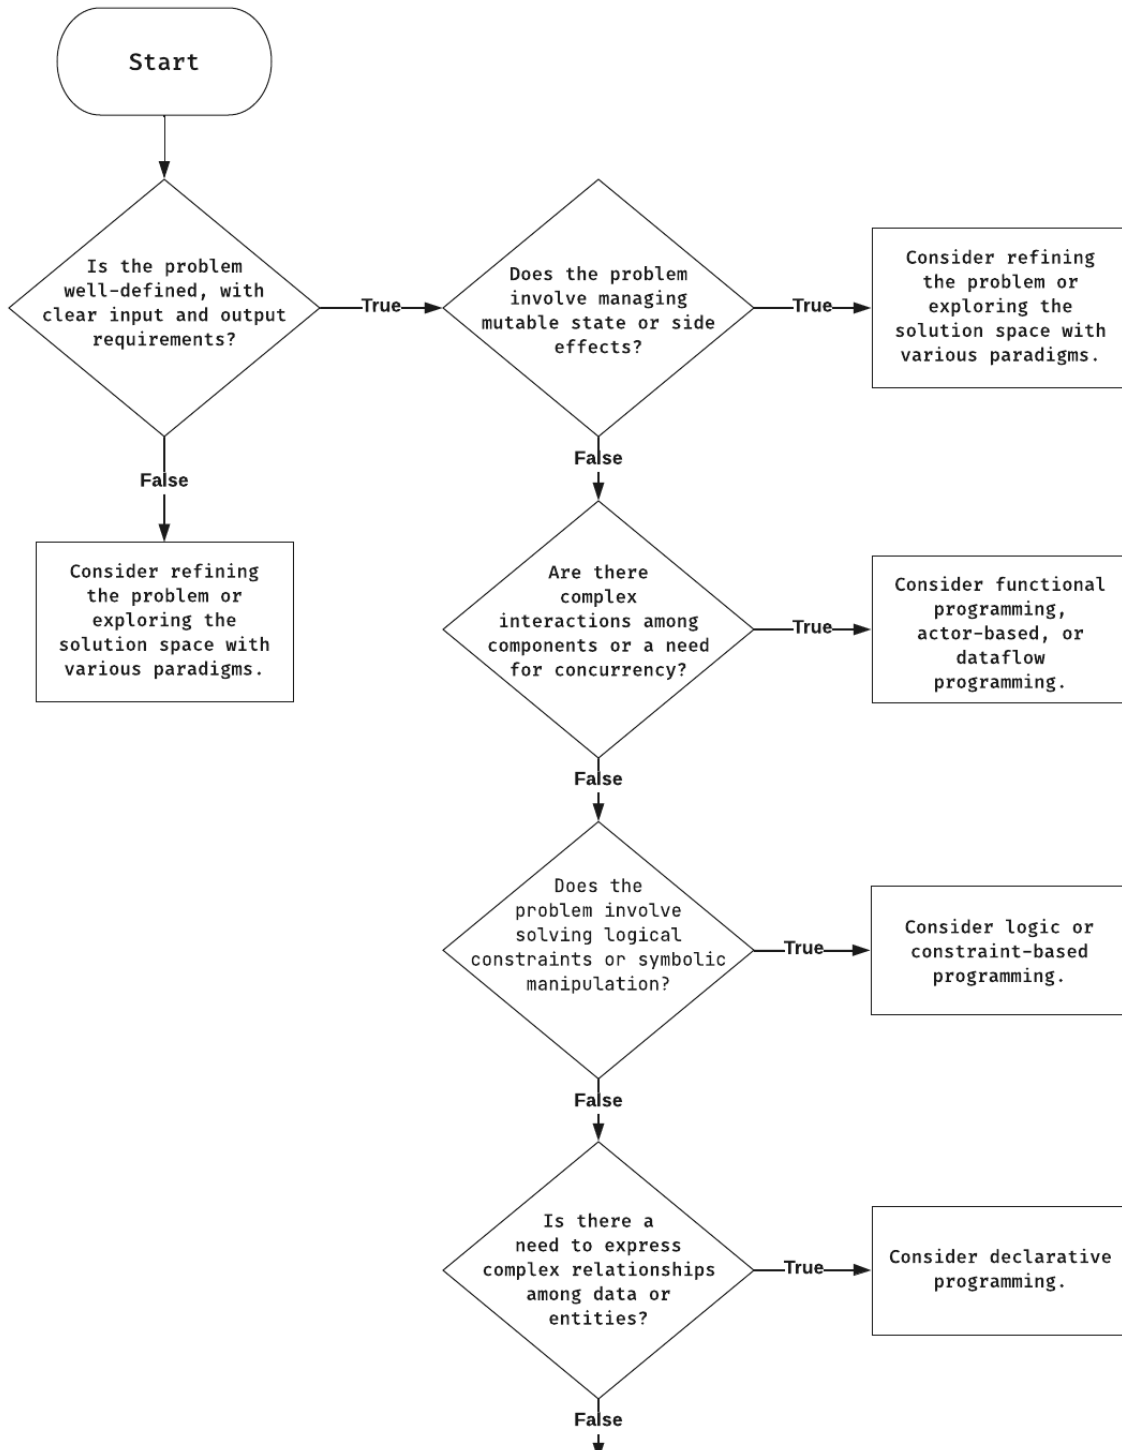 Start
Is the problem
well-defined, with
clear input and output
requirements?
True
Does the problem
involve managing
mutable state or side
effects?
True
Consider refining
the problem or
exploring the
solution space with
various paradigms.
False
Consider refining
the problem or
exploring the
solution space with
various paradigms.
False
Are there
complex
interactions among
components or a need
for concurrency?
True
Consider functional
programming,
actor-based, or
dataflow
programming.
False
Does the
problem involve
solving logical
constraints or symbolic
manipulation?
True
Consider logic or
constraint-based
programming.
False
Is there a
need to express
complex relationships
among data or
entities?
True
Consider declarative
programming.
False